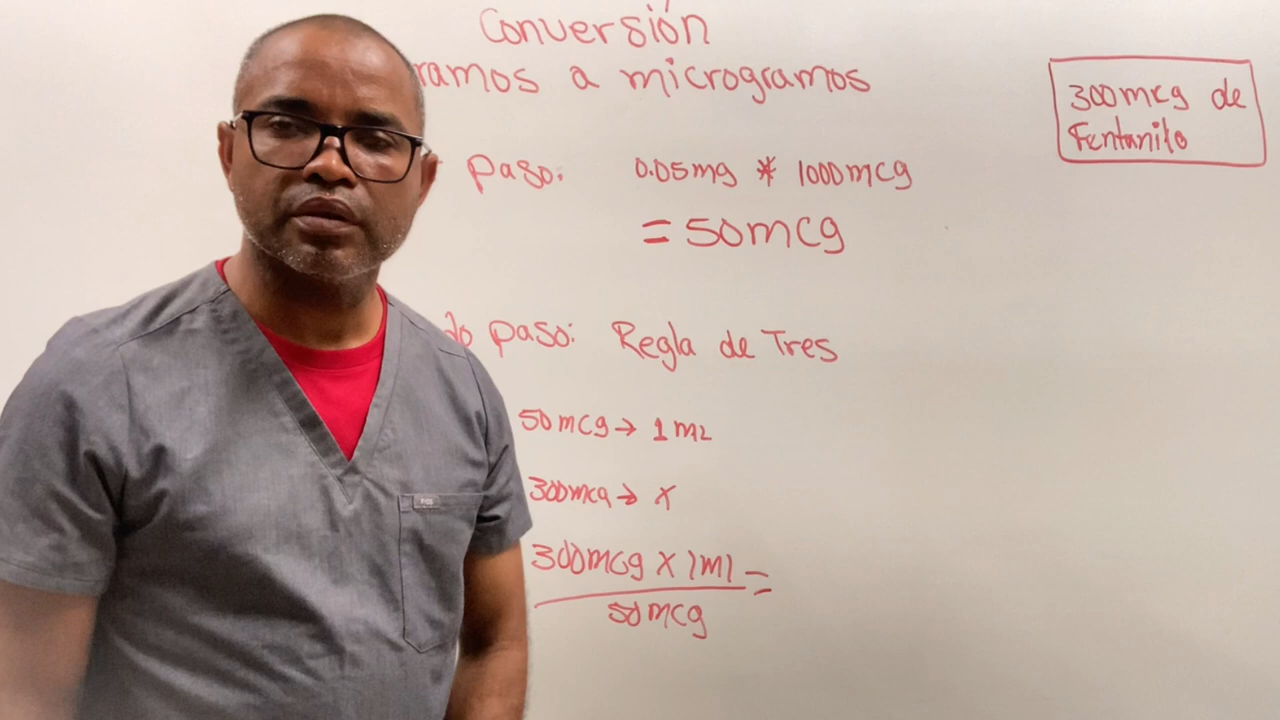 Conversión
ramos a microgramos
300mcg de
Fentanilo
paso: 0.05mg * 1000mcg
= 50mcg
do paso: Regla de Tres
50mcg → 1mL
300mcg → x
300mcg x 1ml =
50mcg